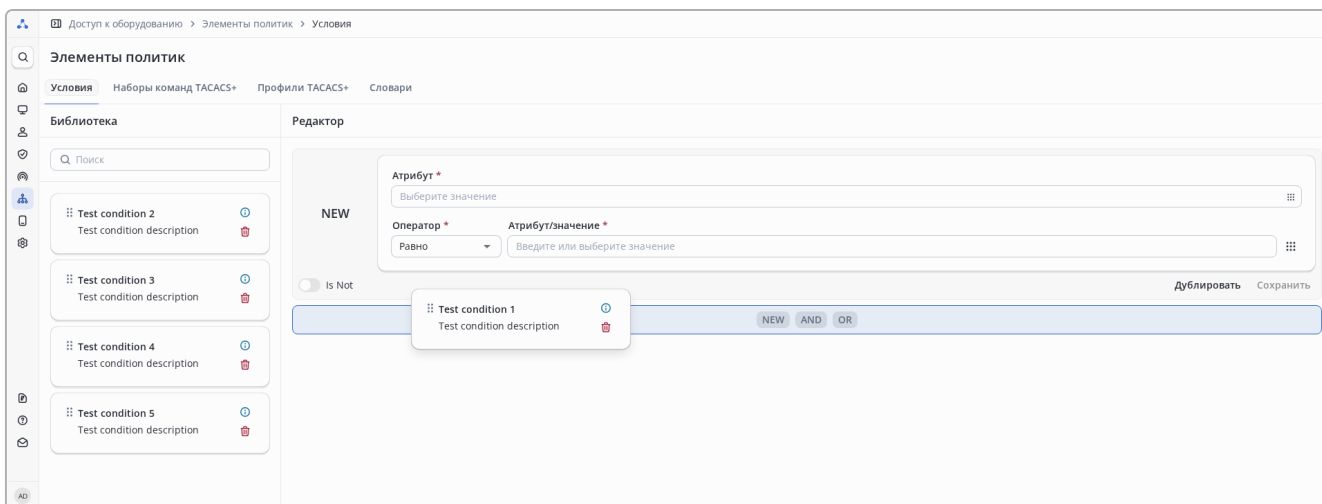 Доступ к оборудованию > Элементы политик > Условия
Элементы политик
Условия Наборы команд TACACS+ Профили TACACS+ Словари
Библиотека
Поиск
Test condition 2
Test condition description
Test condition 3
Test condition description
Test condition 4
Test condition description
Test condition 5
Test condition description
AD
Редактор
NEW
Атрибут *
Выберите значение
Оператор * Атрибут/значение *
Равно Введите или выберите значение
Is Not Дублировать Сохранить
Test condition 1
Test condition description
NEW AND OR